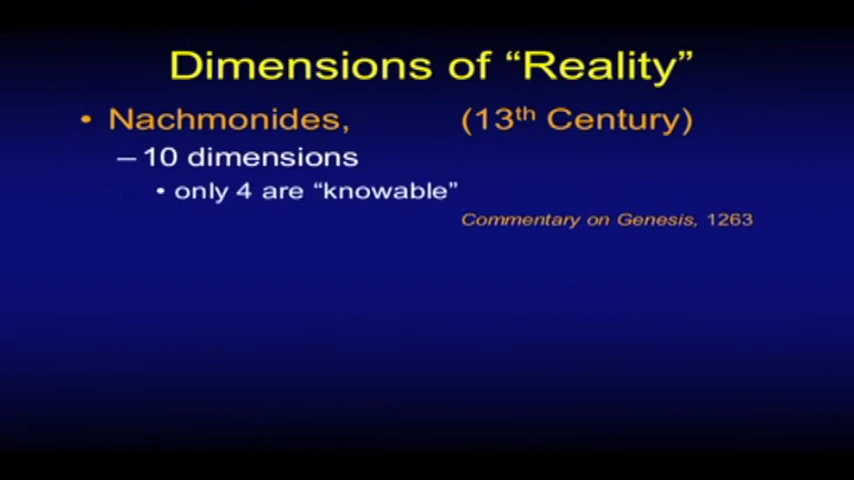 Dimensions of “Reality”
• Nachmonides, (13th Century)
– 10 dimensions
• only 4 are “knowable”
Commentary on Genesis, 1263